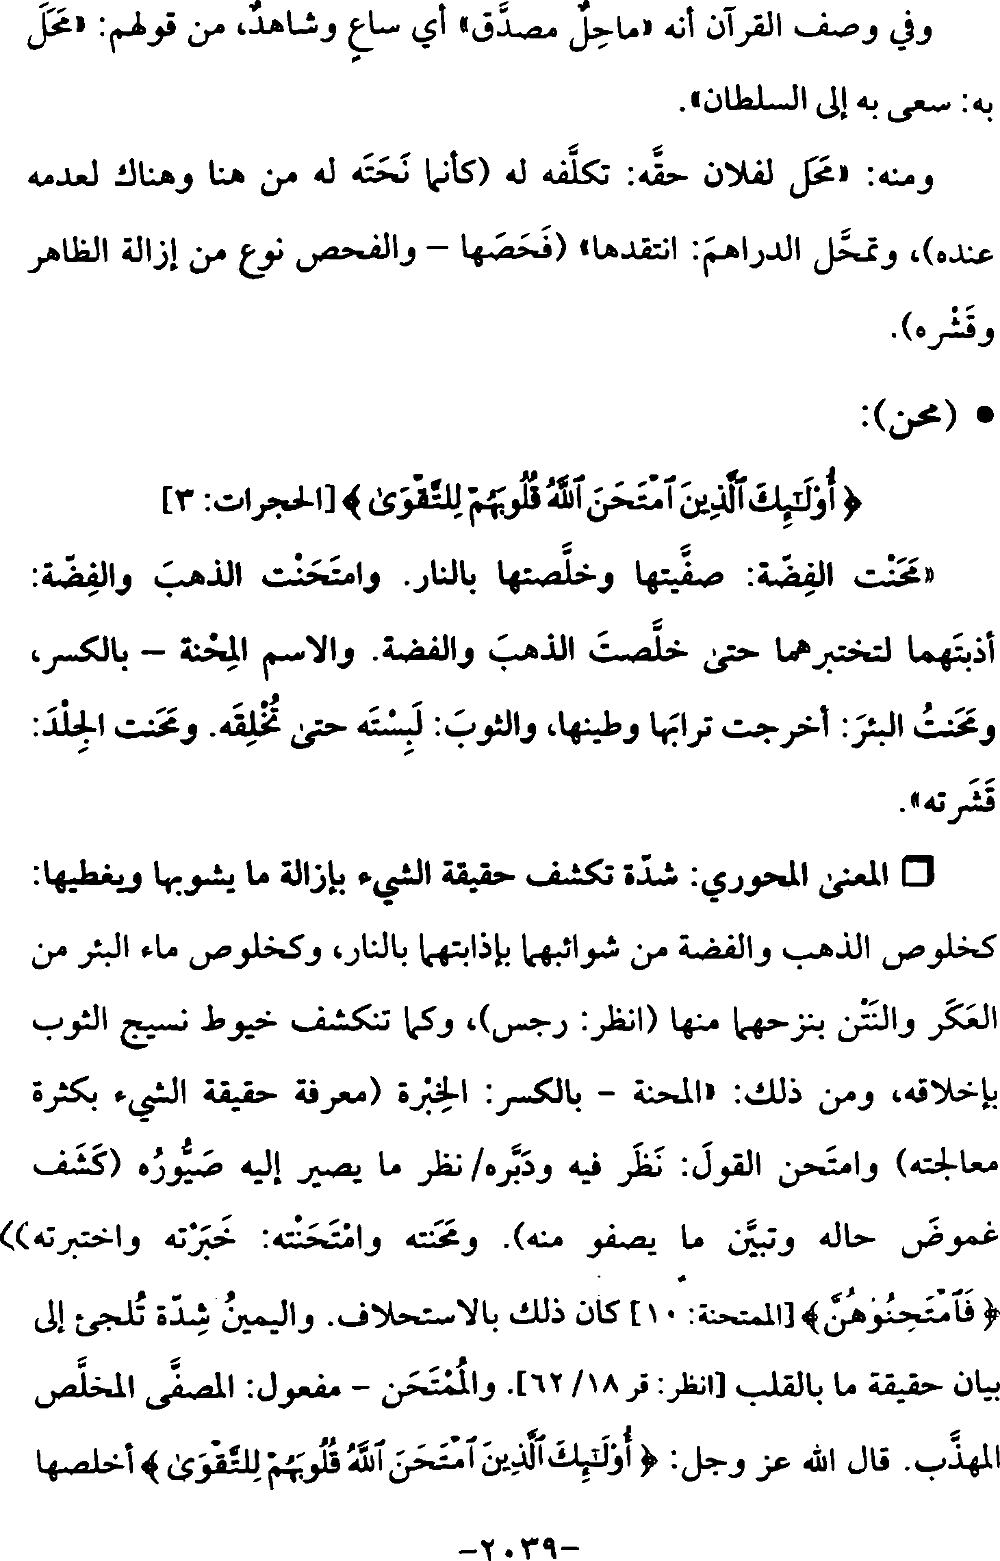 وفي وصف القرآن أنه «ماحِلٌ مصدَّق» أي ساعٍ وشاهدٌ، من قولهم: «مَحَلَ
به: سعى به إلى السلطان».
ومنه: «مَحَل لفلان حقَّه: تكلَّفه له (كأنما نَحَتَه له من هنا وهناك لعدمه
عنده)، وتمحَّل الدراهمَ: انتقدها» (فَحَصَها – والفحص نوع من إزالة الظاهر
وقَشْره).
● (محن):
﴿ أُوْلَٰٓئِكَ ٱلَّذِينَ ٱمْتَحَنَ ٱللَّهُ قُلُوبَهُمْ لِلتَّقْوَىٰ ﴾ [الحجرات: ٣]
«مَحَنْت الفِضّة: صفَّيتها وخلَّصتها بالنار. وامتَحَنْت الذهبَ والفِضّة:
أذبتَهما لتختبرهما حتىٰ خلَّصتَ الذهبَ والفضة. والاسم المِحْنة – بالكسر،
ومَحَنتُ البئرَ: أخرجت ترابَها وطينها، والثوبَ: لَبِسْتَه حتىٰ تُخْلِقَه. ومَحَنت الجِلْدَ:
قَشَرته».
❒ المعنىٰ المحوري: شدّة تكشف حقيقة الشيء بإزالة ما يشوبها ويغطيها:
كخلوص الذهب والفضة من شوائبهما بإذابتهما بالنار، وكخلوص ماء البئر من
العَكَر والنَتْن بنزحهما منها (انظر: رجس)، وكما تنكشف خيوط نسيج الثوب
بإخلاقه، ومن ذلك: «المحنة – بالكسر: الخِبْرة (معرفة حقيقة الشيء بكثرة
معالجته) وامتَحن القولَ: نَظَر فيه ودَبَّره/ نظر ما يصير إليه صَيُّورُه (كَشَف
غموضَ حاله وتبيَّن ما يصفو منه). ومَحَنته وامْتَحَنْته: خَبَرْته واختبرته))
﴿ فَٱمْتَحِنُوهُنَّ ﴾ [الممتحنة: ١٠] كان ذلك بالاستحلاف. واليمينُ شِدّة تُلجئ إلى
بيان حقيقة ما بالقلب [انظر: قر ١٨/ ٦٢]. والمُمْتَحَن – مفعول: المصفَّى المخلَّص
المهذَّب. قال الله عز وجل: ﴿ أُوْلَٰٓئِكَ ٱلَّذِينَ ٱمْتَحَنَ ٱللَّهُ قُلُوبَهُمْ لِلتَّقْوَىٰ ﴾ أخلصها
-٢٠٣٩-